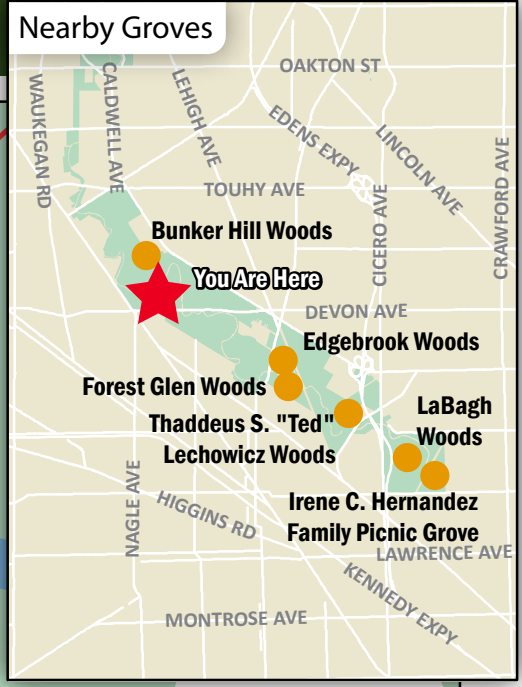 Nearby Groves
OAKTON ST
WAUKEGAN RD
CALDWELL AVE
LEHIGH AVE
EDENS EXPY
LINCOLN AVE
CRAWFORD AVE
TOUHY AVE
CICERO AVE
Bunker Hill Woods
You Are Here
DEVON AVE
Edgebrook Woods
Forest Glen Woods
Thaddeus S. "Ted"
Lechowicz Woods
LaBagh
Woods
Irene C. Hernandez
Family Picnic Grove
NAGLE AVE
HIGGINS RD
LAWRENCE AVE
KENNEDY EXPY
MONTROSE AVE